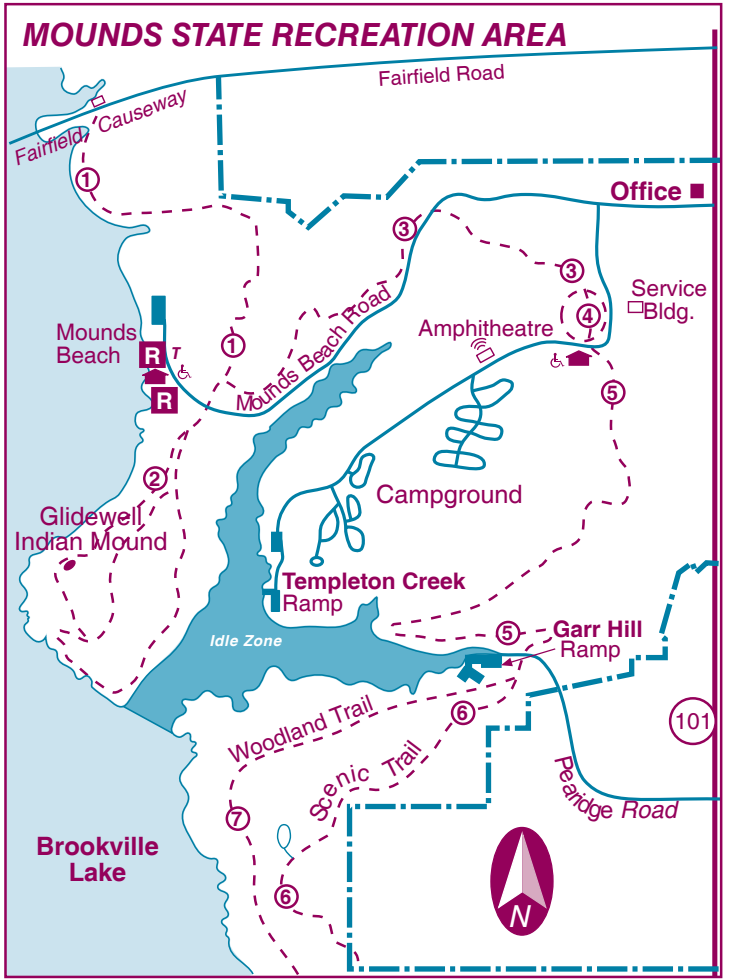 MOUNDS STATE RECREATION AREA
Fairfield Road
Fairfield Causeway
1
Office
3
3
4
Service
Bldg.
Mounds Beach Road
Amphitheatre
Mounds
Beach
R
T
R
1
5
2
Campground
Glidewell
Indian Mound
Templeton Creek
Ramp
Idle Zone
5
Garr Hill
Ramp
Woodland Trail
6
101
Scenic Trail
Pearidge Road
7
Brookville
Lake
6
N